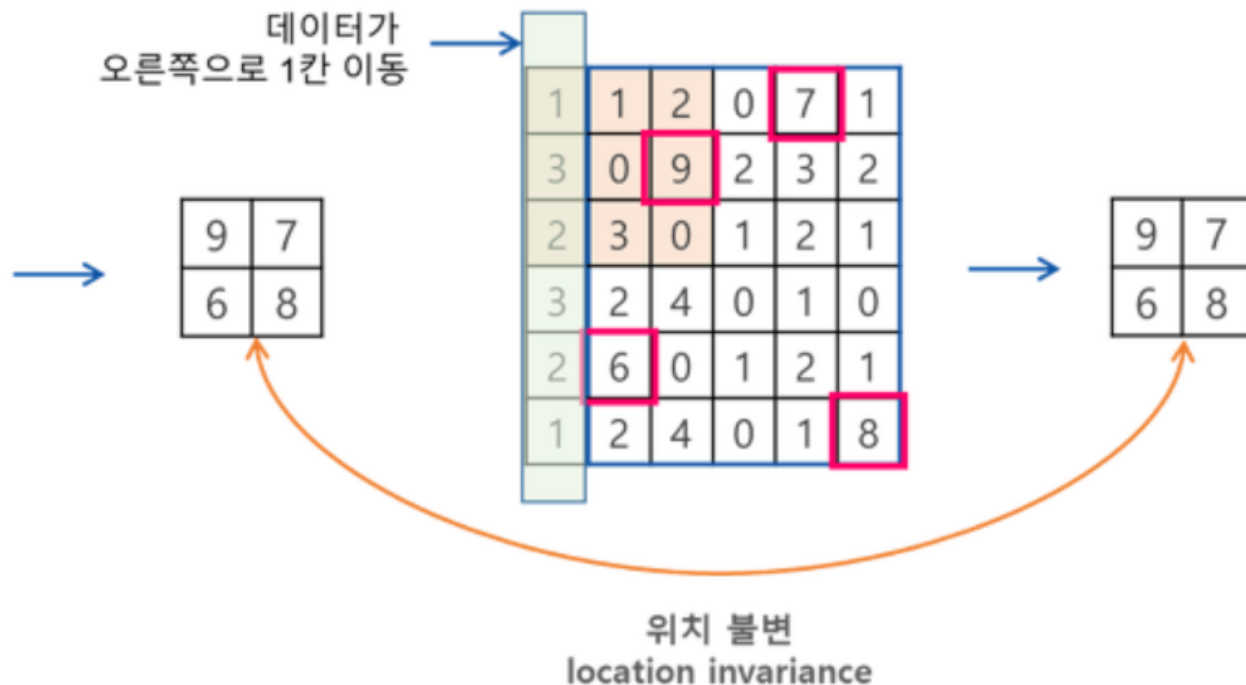 데이터가
오른쪽으로 1칸 이동
9 7
6 8
1 1 2 0 7 1
3 0 9 2 3 2
2 3 0 1 2 1
3 2 4 0 1 0
2 6 0 1 2 1
1 2 4 0 1 8
9 7
6 8
위치 불변
location invariance